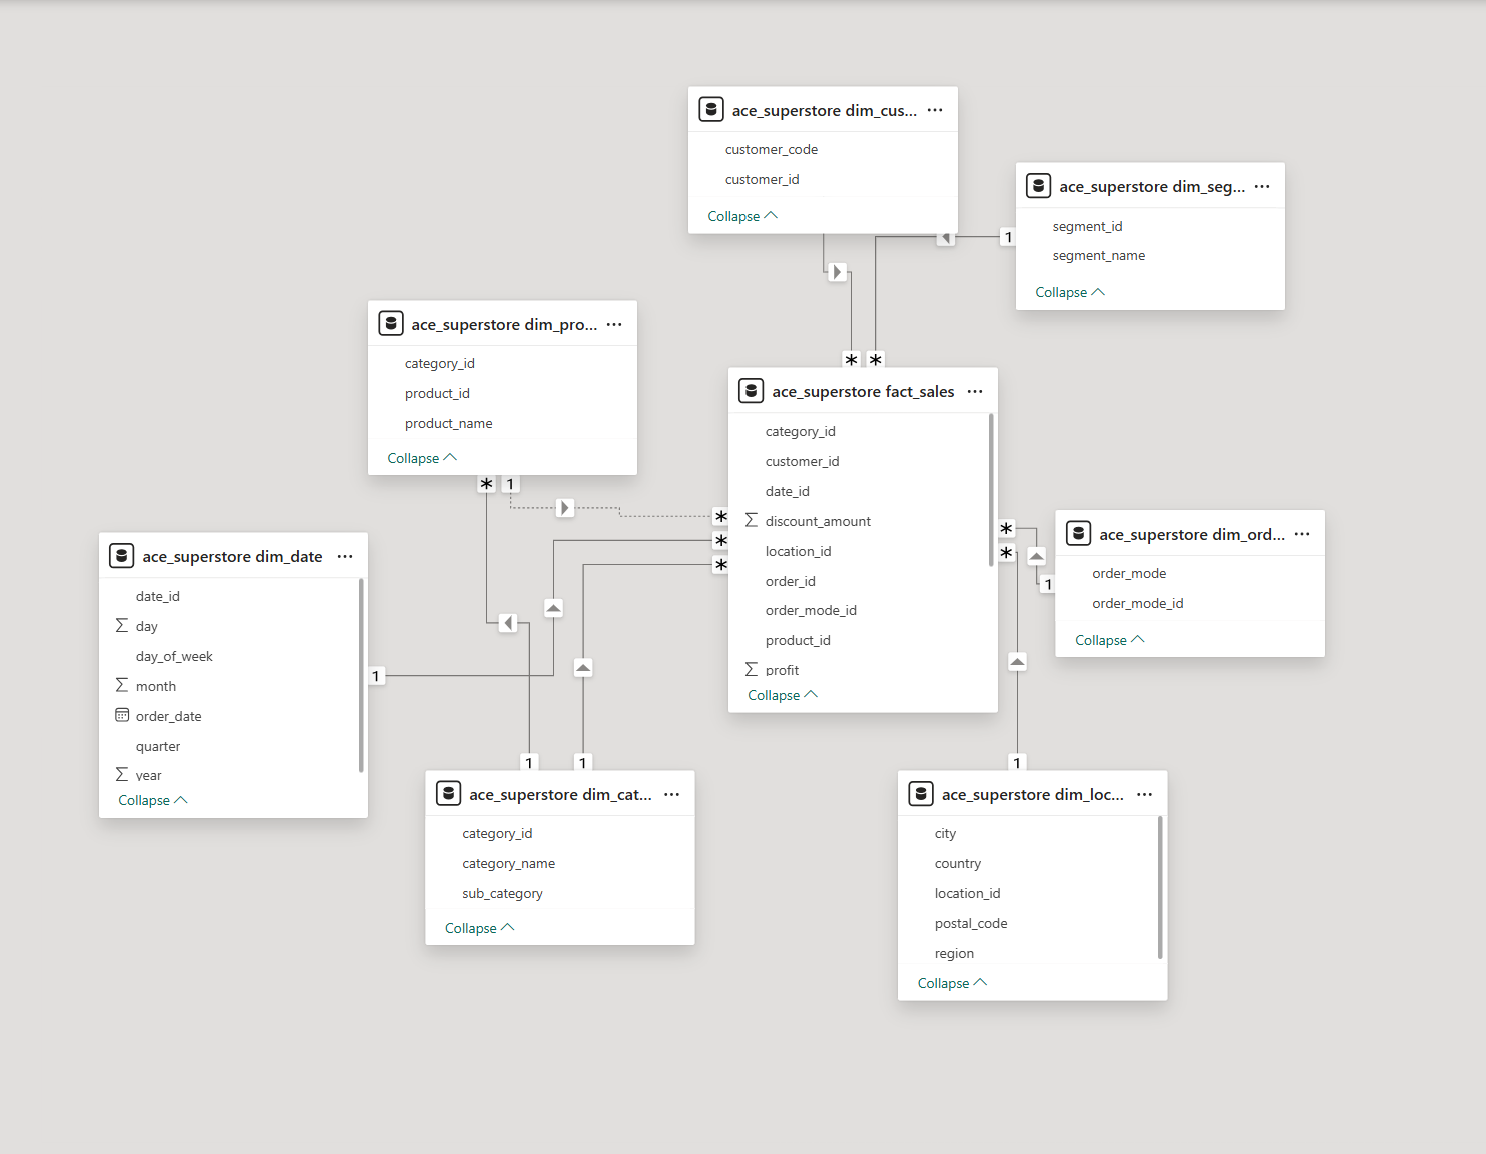 ace_superstore dim_cus...
customer_code
customer_id
Collapse
ace_superstore dim_seg...
segment_id
segment_name
Collapse
1
ace_superstore dim_pro...
category_id
product_id
product_name
Collapse
* 1
* *
ace_superstore fact_sales
category_id
customer_id
date_id
discount_amount
location_id
order_id
order_mode_id
product_id
profit
Collapse
*
*
*
*
*
ace_superstore dim_ord...
order_mode
order_mode_id
Collapse
1
ace_superstore dim_date
date_id
day
day_of_week
month
order_date
quarter
year
Collapse
1
1 1
ace_superstore dim_cat...
category_id
category_name
sub_category
Collapse
1
ace_superstore dim_loc...
city
country
location_id
postal_code
region
Collapse